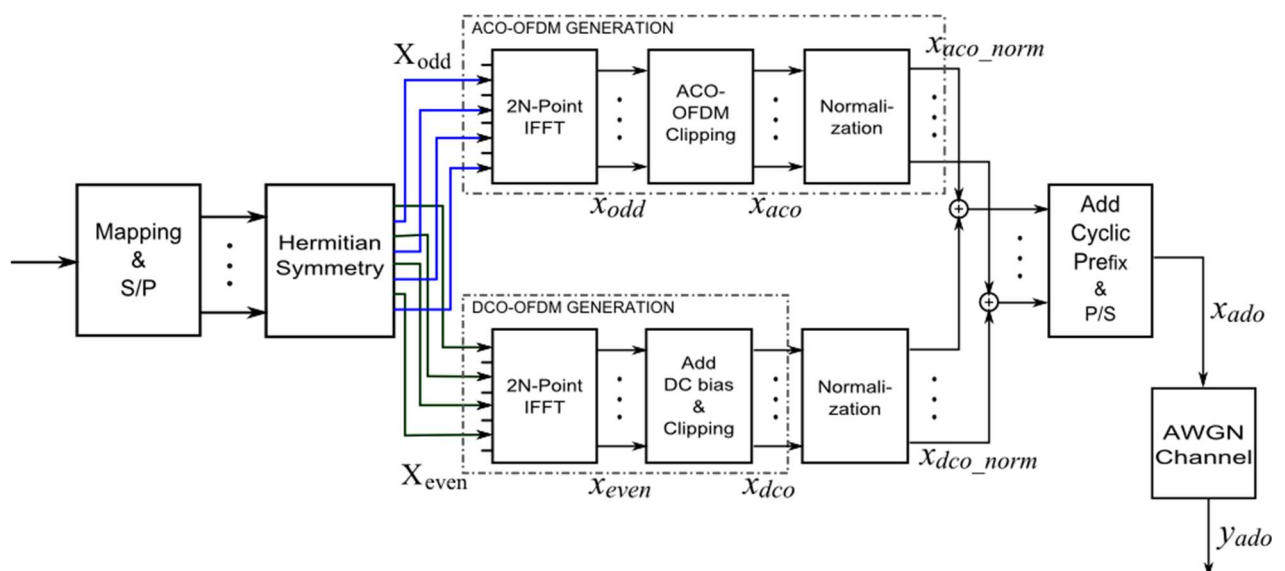 ACO-OFDM GENERATION
X_odd
x_aco_norm
2N-Point
IFFT
ACO-
OFDM
Clipping
Normali-
zation
x_odd
x_aco
Mapping
&
S/P
Hermitian
Symmetry
+
+
Add
Cyclic
Prefix
&
P/S
DCO-OFDM GENERATION
2N-Point
IFFT
Add
DC bias
&
Clipping
Normali-
zation
X_even
x_even
x_dco
x_dco_norm
x_ado
AWGN
Channel
y_ado